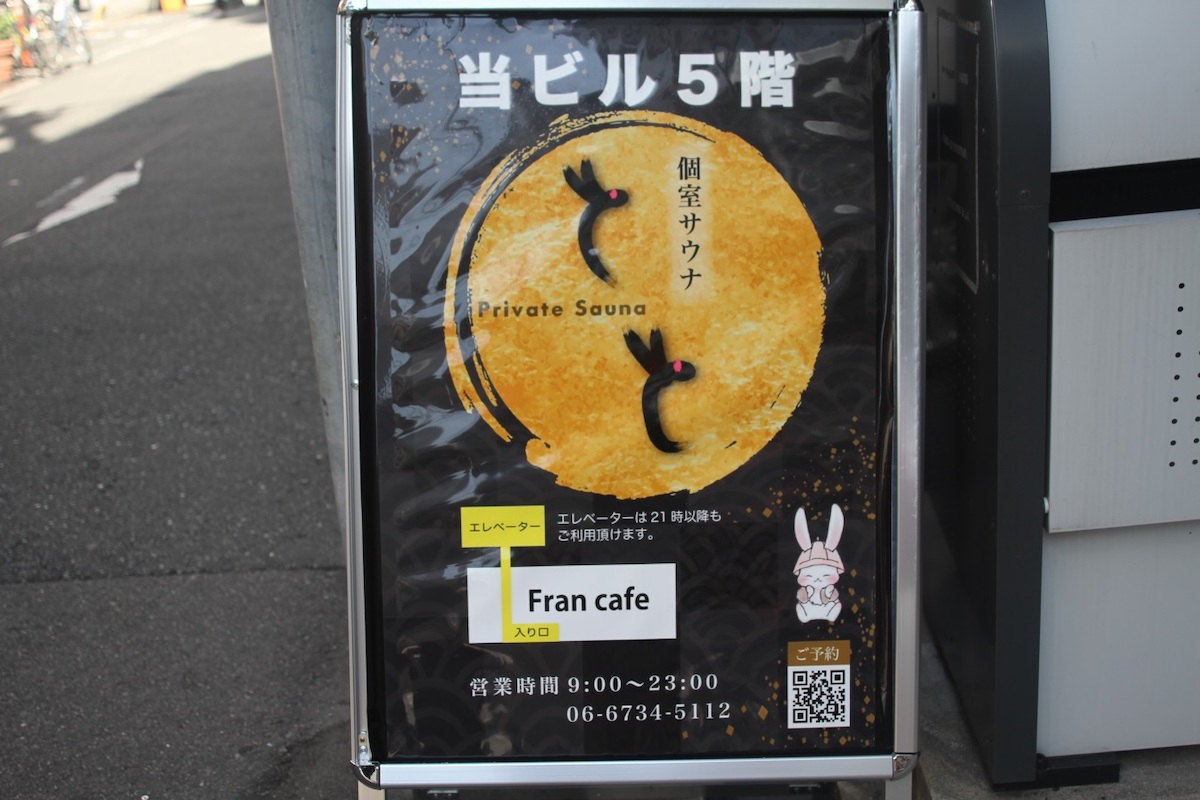 当ビル5階
個室サウナ
とと
Private Sauna
エレベーター
エレベーターは21時以降も
ご利用頂けます。
Fran cafe
入り口
ご予約
営業時間 9:00〜23:00
06-6734-5112